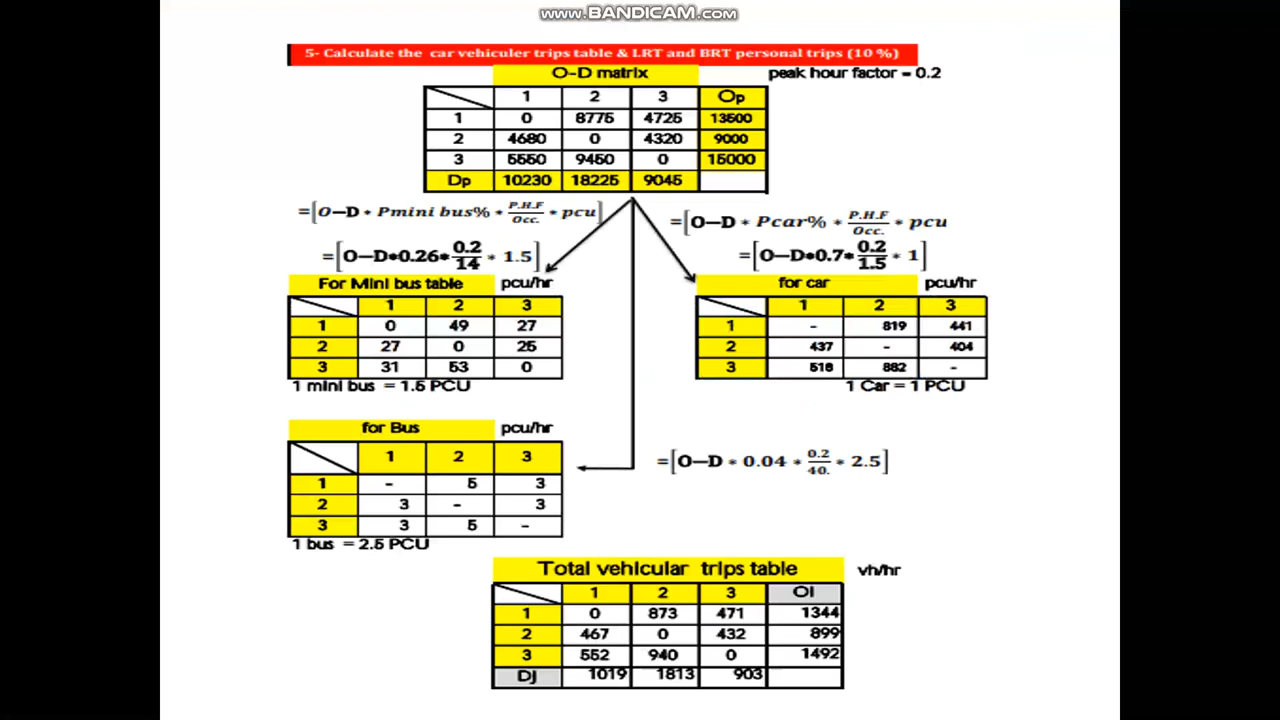 www.BANDICAM.com
5- Calculate the car vehiculer trips table & LRT and BRT personal trips (10 %)
O-D matrix
peak hour factor = 0.2
1 2 3 Op
1 0 8775 4725 13500
2 4680 0 4320 9000
3 5550 9450 0 15000
Dp 10230 18225 9045
=[O−D * Pmini bus% * P.H.F/Occ. * pcu]
=[O−D * Pcar% * P.H.F/Occ. * pcu
=[O−D*0.26*0.2/14 * 1.5]
=[O−D*0.7*0.2/1.5 * 1]
For Mini bus table pcu/hr
1 2 3
1 0 49 27
2 27 0 25
3 31 53 0
1 mini bus = 1.5 PCU
for car pcu/hr
1 2 3
1 - 819 441
2 437 - 404
3 518 882 -
1 Car = 1 PCU
for Bus pcu/hr
1 2 3
1 - 5 3
2 3 - 3
3 3 5 -
1 bus = 2.5 PCU
=[O−D * 0.04 * 0.2/40. * 2.5]
Total vehicular trips table vh/hr
1 2 3 OI
1 0 873 471 1344
2 467 0 432 899
3 552 940 0 1492
DJ 1019 1813 903